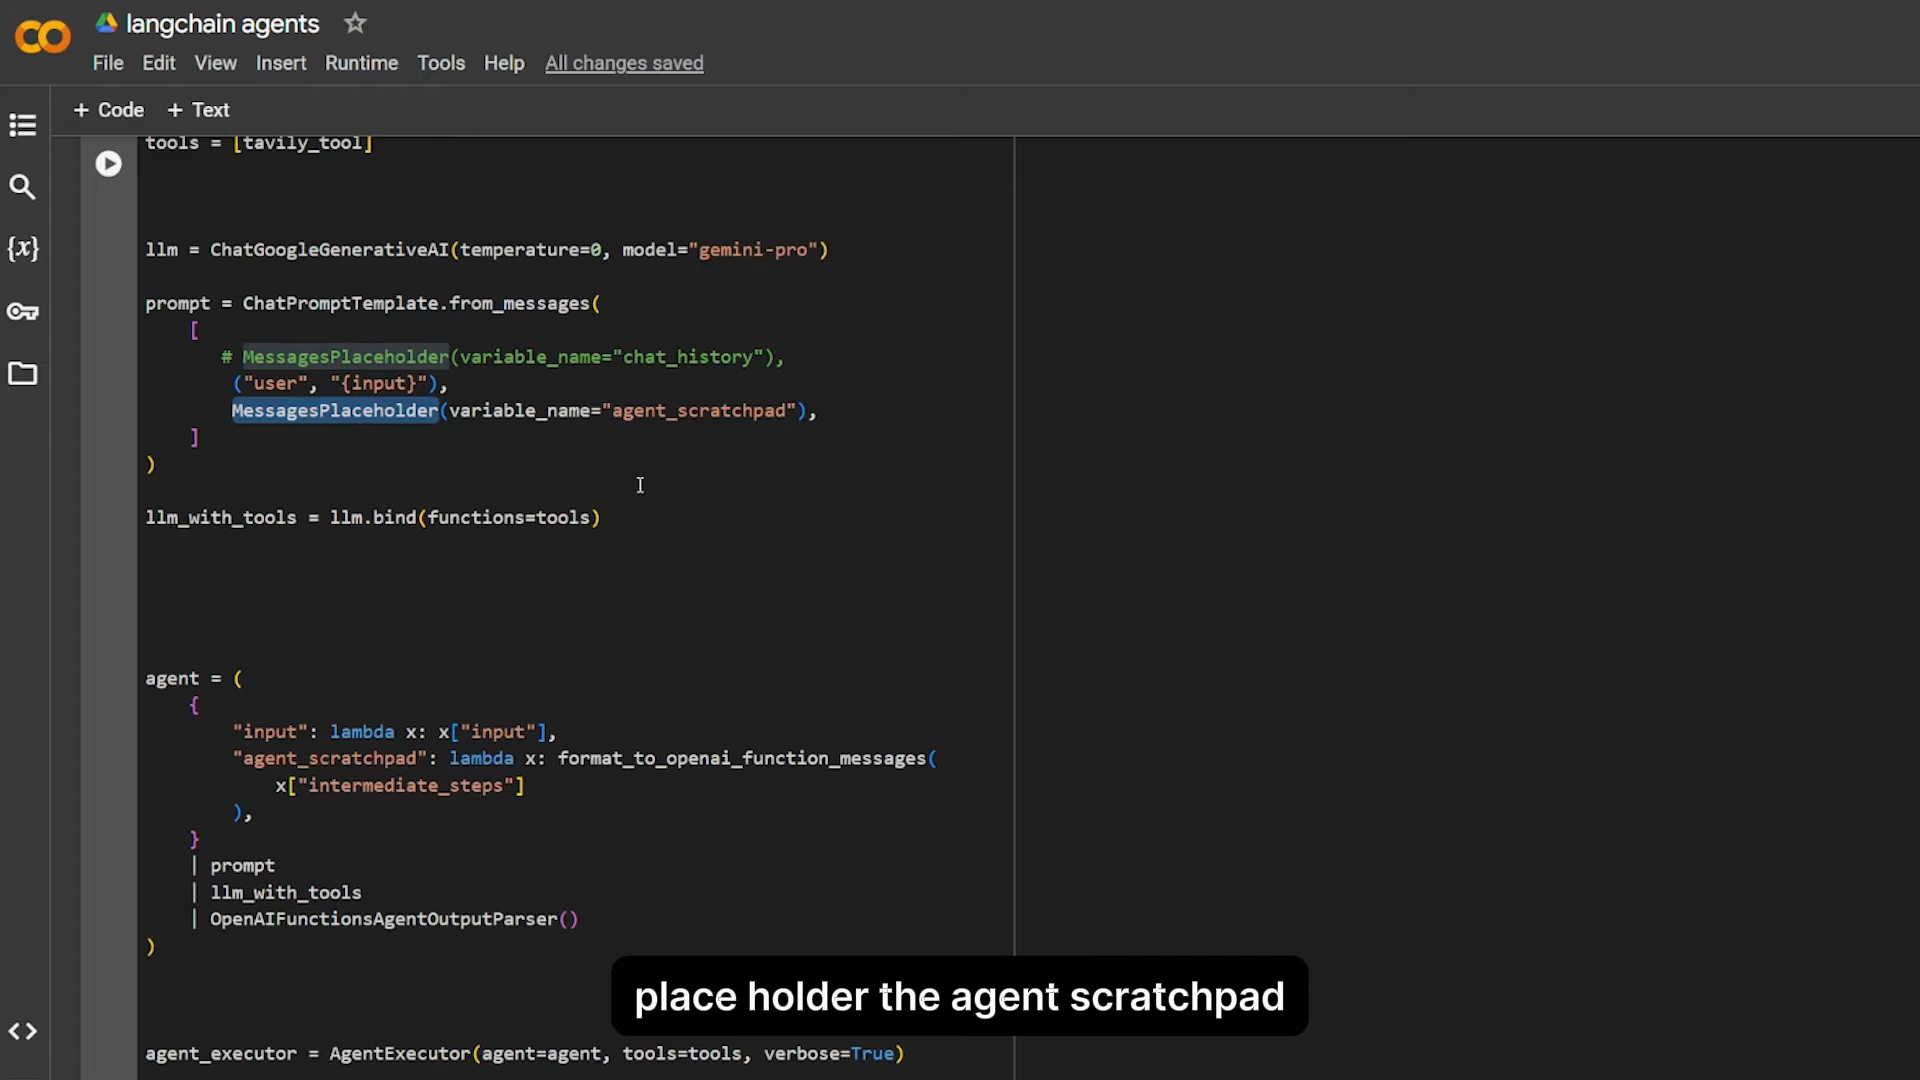 langchain agents
File Edit View Insert Runtime Tools Help All changes saved
+ Code + Text
tools = [tavily_tool]
llm = ChatGoogleGenerativeAI(temperature=0, model="gemini-pro")
prompt = ChatPromptTemplate.from_messages(
[
# MessagesPlaceholder(variable_name="chat_history"),
("user", "{input}"),
MessagesPlaceholder(variable_name="agent_scratchpad"),
]
)
llm_with_tools = llm.bind(functions=tools)
agent = (
{
"input": lambda x: x["input"],
"agent_scratchpad": lambda x: format_to_openai_function_messages(
x["intermediate_steps"]
),
}
| prompt
| llm_with_tools
| OpenAIFunctionsAgentOutputParser()
)
place holder the agent scratchpad
agent_executor = AgentExecutor(agent=agent, tools=tools, verbose=True)